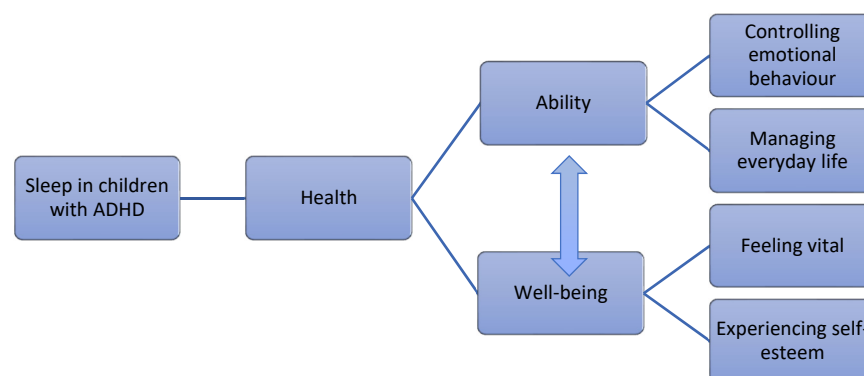 Sleep in children
with ADHD
Health
Ability
Well-being
Controlling
emotional
behaviour
Managing
everyday life
Feeling vital
Experiencing self-
esteem